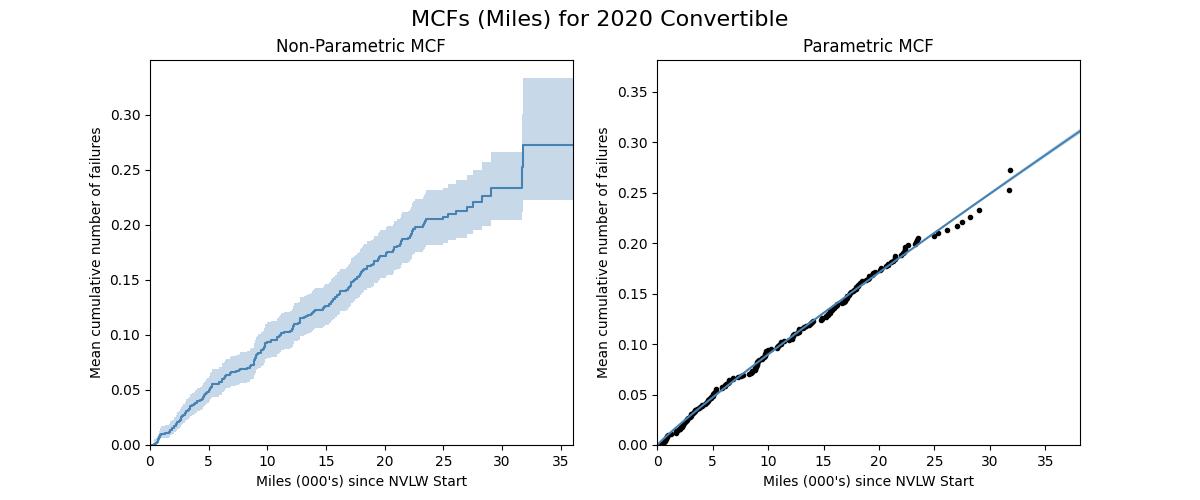 MCFs (Miles) for 2020 Convertible
Non-Parametric MCF
Mean cumulative number of failures
0.30
0.25
0.20
0.15
0.10
0.05
0.00
0 5 10 15 20 25 30 35
Miles (000's) since NVLW Start
Parametric MCF
Mean cumulative number of failures
0.35
0.30
0.25
0.20
0.15
0.10
0.05
0.00
0 5 10 15 20 25 30 35
Miles (000's) since NVLW Start